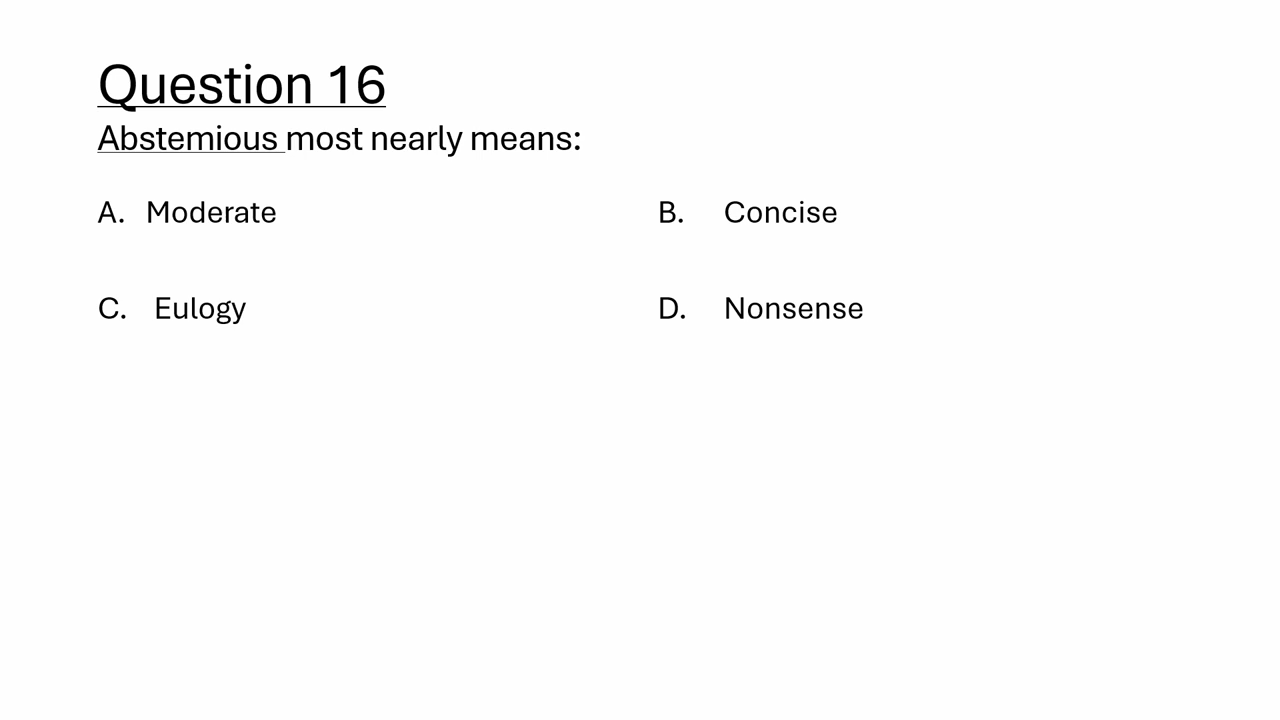 Question 16
Abstemious most nearly means:
A. Moderate
B. Concise
C. Eulogy
D. Nonsense